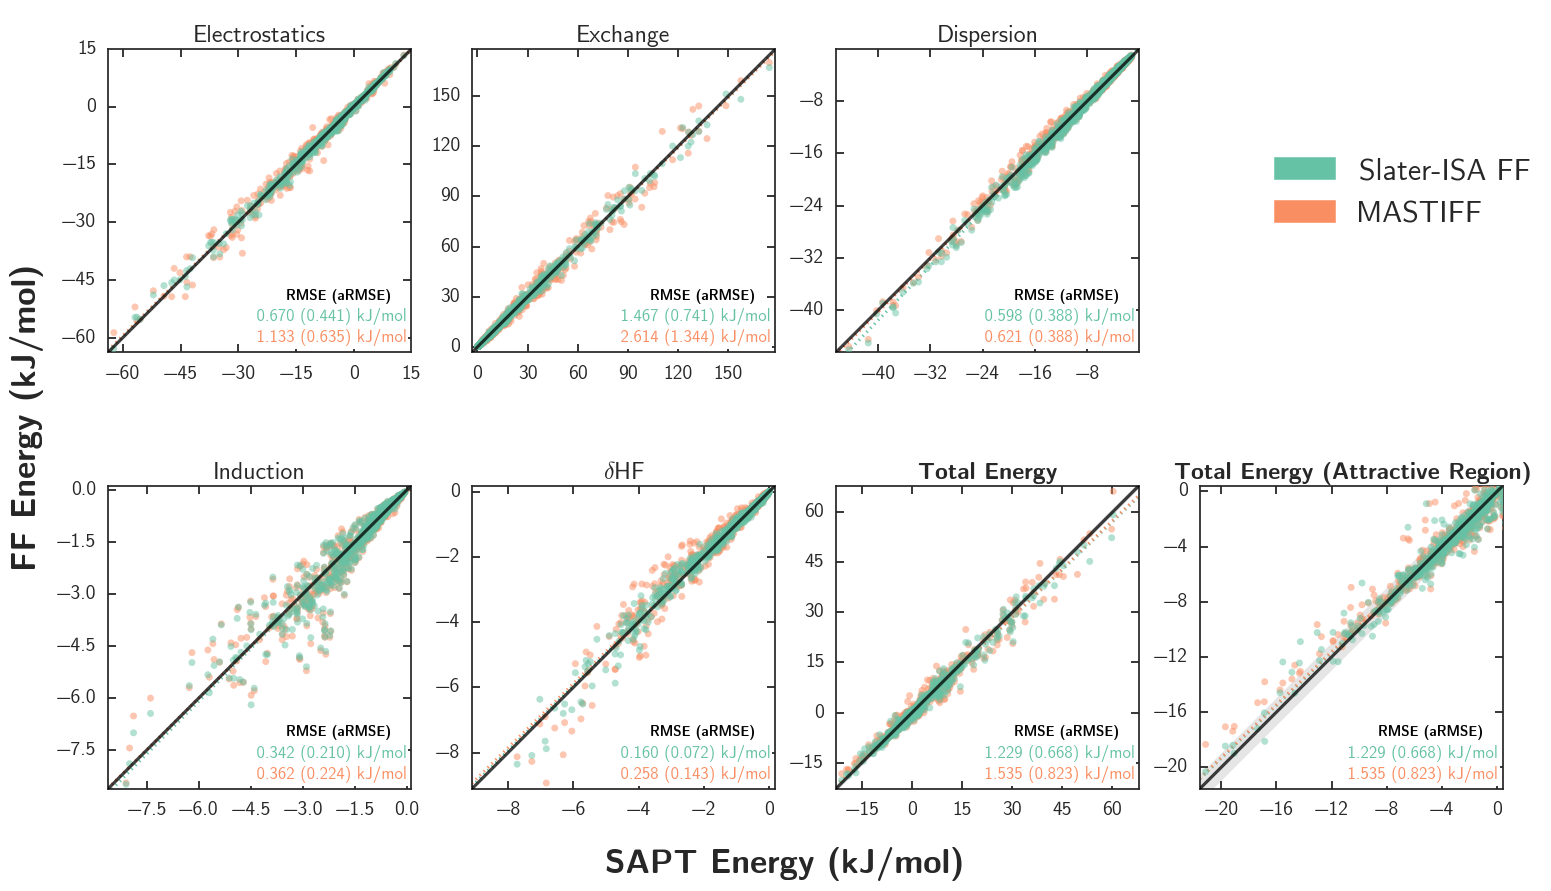 Electrostatics
15
0
−15
−30
−45
−60
RMSE (aRMSE)
0.670 (0.441) kJ/mol
1.133 (0.635) kJ/mol
−60 −45 −30 −15 0 15
Exchange
150
120
90
60
30
0
RMSE (aRMSE)
1.467 (0.741) kJ/mol
2.614 (1.344) kJ/mol
0 30 60 90 120 150
Dispersion
−8
−16
−24
−32
−40
RMSE (aRMSE)
0.598 (0.388) kJ/mol
0.621 (0.388) kJ/mol
−40 −32 −24 −16 −8
Slater-ISA FF
MASTIFF
FF Energy (kJ/mol)
Induction
0.0
−1.5
−3.0
−4.5
−6.0
−7.5
RMSE (aRMSE)
0.342 (0.210) kJ/mol
0.362 (0.224) kJ/mol
−7.5 −6.0 −4.5 −3.0 −1.5 0.0
δHF
0
−2
−4
−6
−8
RMSE (aRMSE)
0.160 (0.072) kJ/mol
0.258 (0.143) kJ/mol
−8 −6 −4 −2 0
Total Energy
60
45
30
15
0
−15
RMSE (aRMSE)
1.229 (0.668) kJ/mol
1.535 (0.823) kJ/mol
−15 0 15 30 45 60
Total Energy (Attractive Region)
0
−4
−8
−12
−16
−20
RMSE (aRMSE)
1.229 (0.668) kJ/mol
1.535 (0.823) kJ/mol
−20 −16 −12 −8 −4 0
SAPT Energy (kJ/mol)